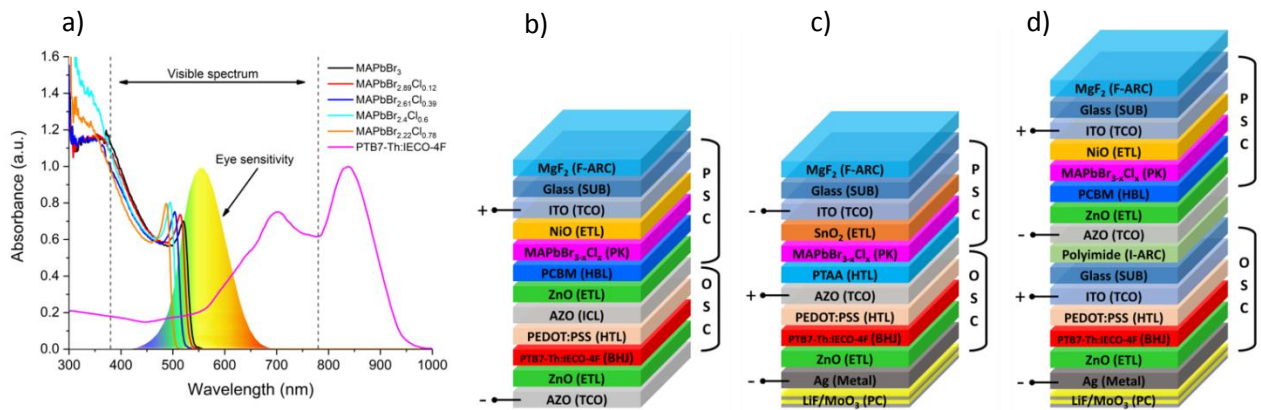 a)
1.6
1.4
1.2
1.0
0.8
0.6
0.4
0.2
0.0
300
400
500
600
700
800
900
1000
Absorbance (a.u.)
Wavelength (nm)
Visible spectrum
Eye sensitivity
MAPbBr₃
MAPbBr₂.₈₉Cl₀.₁₂
MAPbBr₂.₆₁Cl₀.₃₉
MAPbBr₂.₄Cl₀.₆
MAPbBr₂.₂₂Cl₀.₇₈
PTB7-Th:IECO-4F
b)
MgF₂ (F-ARC)
Glass (SUB)
+ ITO (TCO)
NiO (ETL)
MAPbBr₃₋ₓClₓ (PK)
PCBM (HBL)
ZnO (ETL)
AZO (ICL)
PEDOT:PSS (HTL)
PTB7-Th:IECO-4F (BHJ)
ZnO (ETL)
- AZO (TCO)
PSC
OSC
c)
MgF₂ (F-ARC)
Glass (SUB)
- ITO (TCO)
SnO₂ (ETL)
MAPbBr₃₋ₓClₓ (PK)
PTAA (HTL)
+ AZO (TCO)
PEDOT:PSS (HTL)
PTB7-Th:IECO-4F (BHJ)
ZnO (ETL)
- Ag (Metal)
LiF/MoO₃ (PC)
PSC
OSC
d)
MgF₂ (F-ARC)
Glass (SUB)
+ ITO (TCO)
NiO (ETL)
MAPbBr₃₋ₓClₓ (PK)
PCBM (HBL)
ZnO (ETL)
- AZO (TCO)
Polyimide (I-ARC)
Glass (SUB)
+ ITO (TCO)
PEDOT:PSS (HTL)
PTB7-Th:IECO-4F (BHJ)
ZnO (ETL)
- Ag (Metal)
LiF/MoO₃ (PC)
PSC
OSC